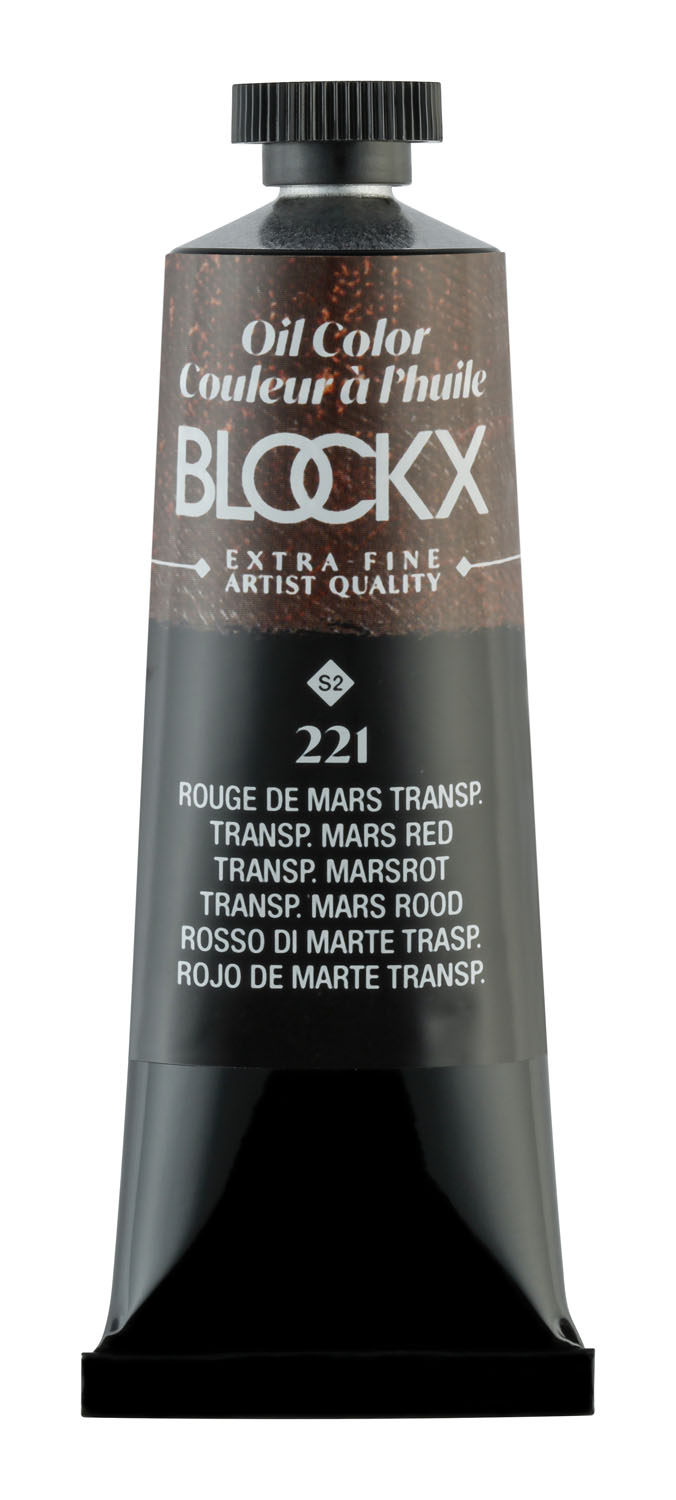 Oil Color
Couleur à l'huile
BLOCKX
EXTRA-FINE
ARTIST QUALITY
S2
221
ROUGE DE MARS TRANSP.
TRANSP. MARS RED
TRANSP. MARSROT
TRANSP. MARS ROOD
ROSSO DI MARTE TRASP.
ROJO DE MARTE TRANSP.